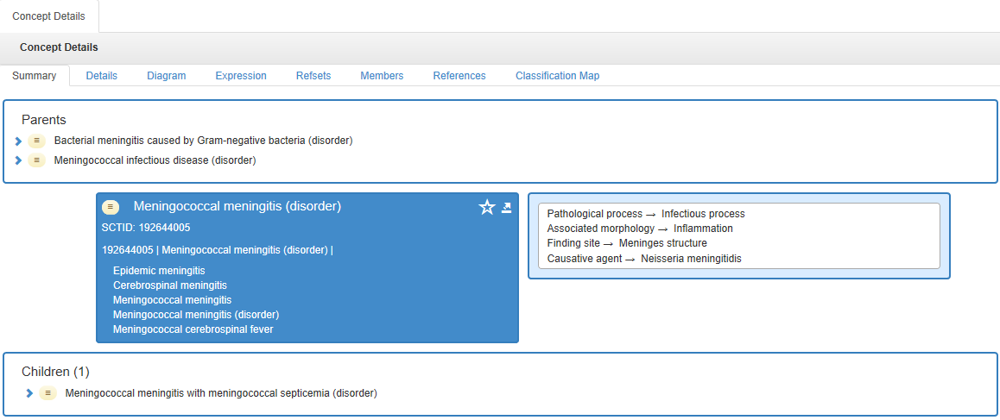 Concept Details
Concept Details
Summary Details Diagram Expression Refsets Members References Classification Map
Parents
Bacterial meningitis caused by Gram-negative bacteria (disorder)
Meningococcal infectious disease (disorder)
Meningococcal meningitis (disorder)
SCTID: 192644005
192644005 | Meningococcal meningitis (disorder) |
Epidemic meningitis
Cerebrospinal meningitis
Meningococcal meningitis
Meningococcal meningitis (disorder)
Meningococcal cerebrospinal fever
Pathological process → Infectious process
Associated morphology → Inflammation
Finding site → Meninges structure
Causative agent → Neisseria meningitidis
Children (1)
Meningococcal meningitis with meningococcal septicemia (disorder)